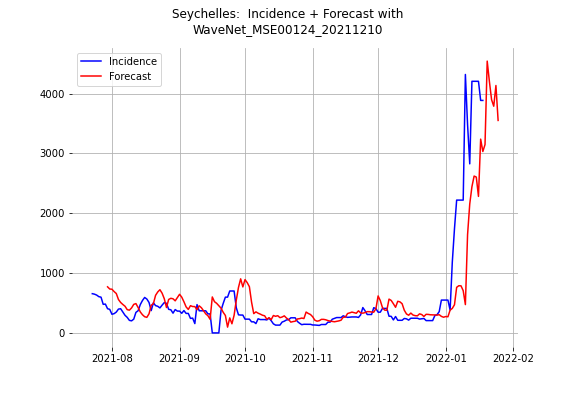 Seychelles:  Incidence + Forecast with
WaveNet_MSE00124_20211210
Incidence
Forecast
4000
3000
2000
1000
0
2021-08 2021-09 2021-10 2021-11 2021-12 2022-01 2022-02